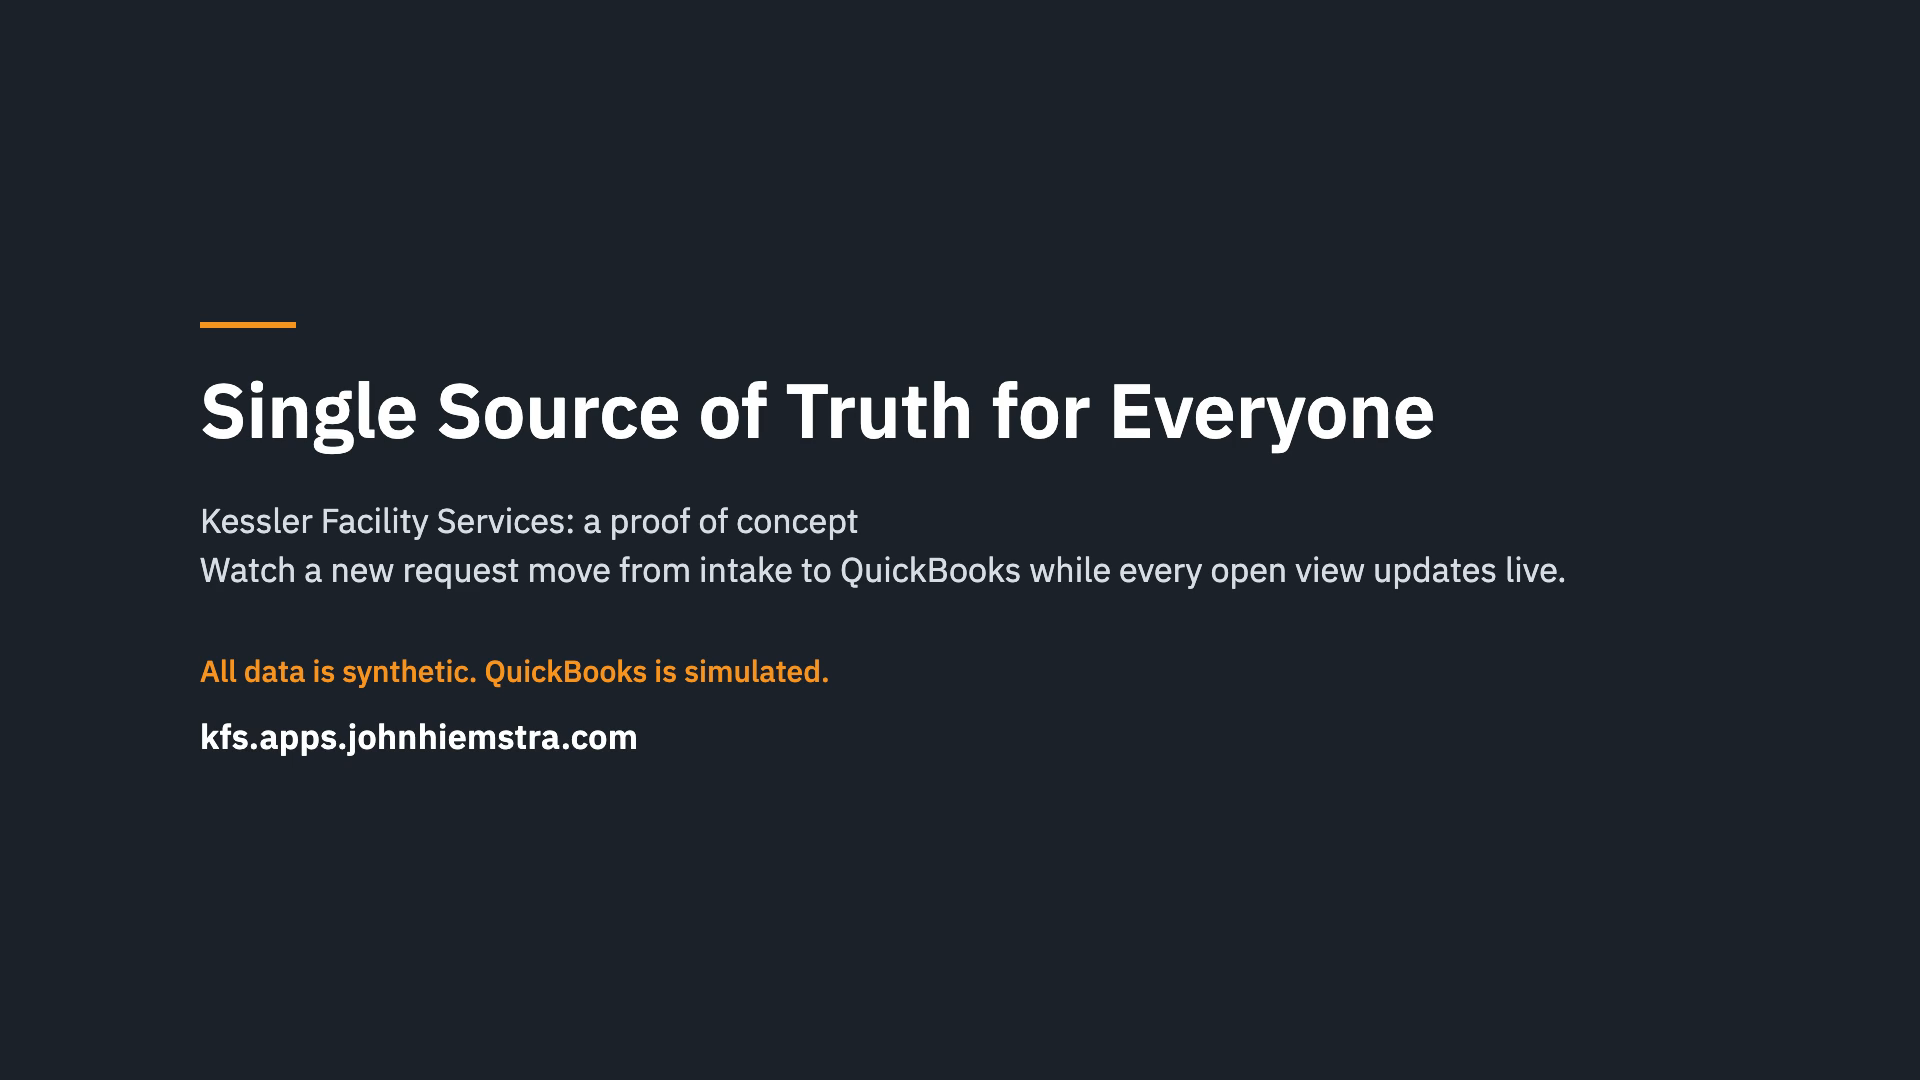 Single Source of Truth for Everyone
Kessler Facility Services: a proof of concept
Watch a new request move from intake to QuickBooks while every open view updates live.
All data is synthetic. QuickBooks is simulated.
kfs.apps.johnhiemstra.com